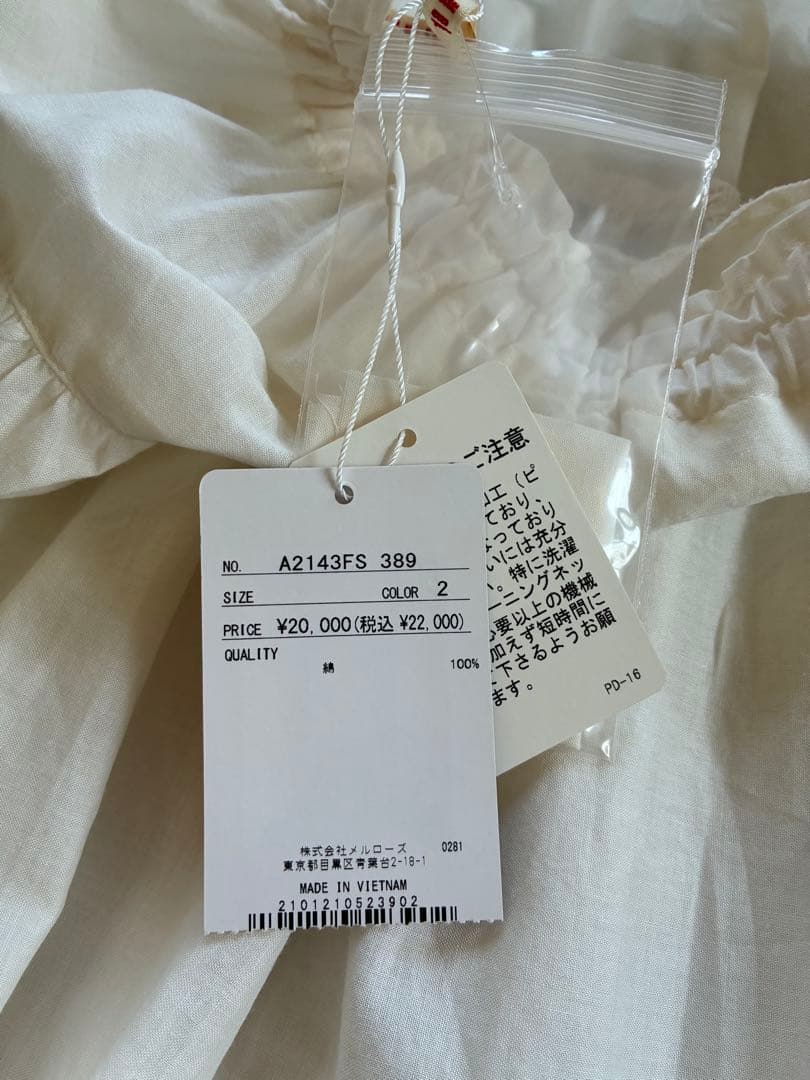 NO. A2143FS 389
SIZE COLOR 2
PRICE ¥20,000(税込 ¥22,000)
QUALITY
綿 100%
株式会社メルローズ 0281
東京都目黒区青葉台2-18-1
MADE IN VIETNAM
2101210523902
ご注意
加工（ピ
ており、
なっており
いには充分
。特に洗濯
ーニングネッ
必要以上の機械
加えず短時間に
下さるようお願
ます。
PD-16